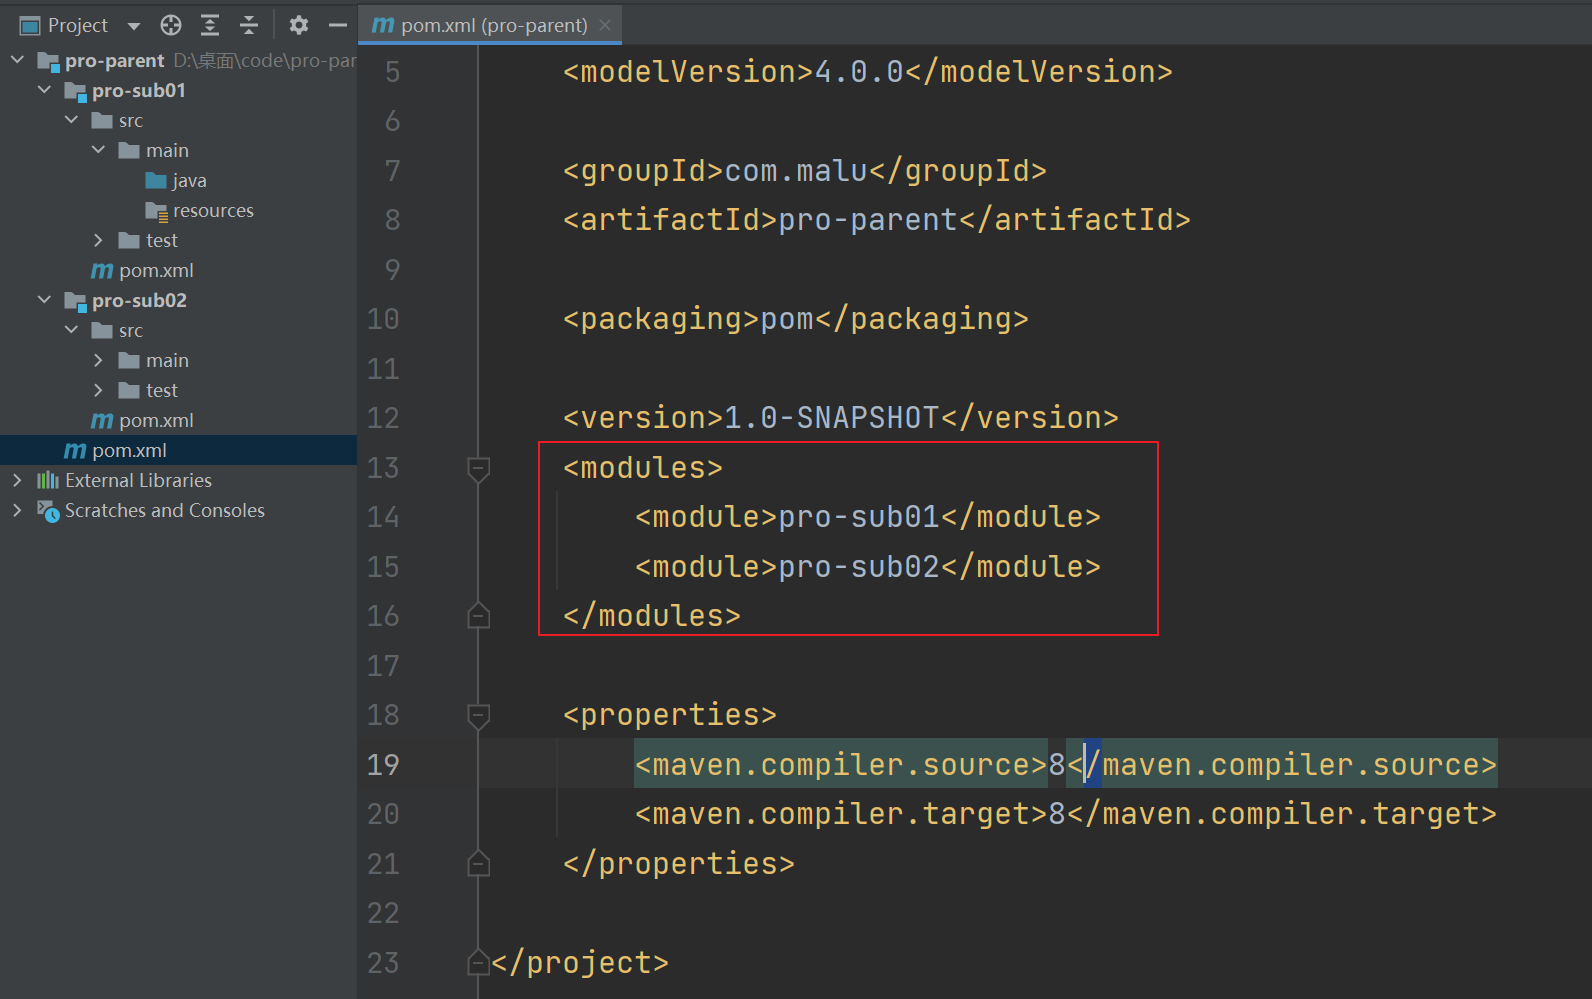 Project
pro-parent D:\桌面\code\pro-par
pro-sub01
src
main
java
resources
test
m pom.xml
pro-sub02
src
main
test
m pom.xml
m pom.xml
External Libraries
Scratches and Consoles
m pom.xml (pro-parent)
5 <modelVersion>4.0.0</modelVersion>
6
7 <groupId>com.malu</groupId>
8 <artifactId>pro-parent</artifactId>
9
10 <packaging>pom</packaging>
11
12 <version>1.0-SNAPSHOT</version>
13 <modules>
14 <module>pro-sub01</module>
15 <module>pro-sub02</module>
16 </modules>
17
18 <properties>
19 <maven.compiler.source>8</maven.compiler.source>
20 <maven.compiler.target>8</maven.compiler.target>
21 </properties>
22
23 </project>